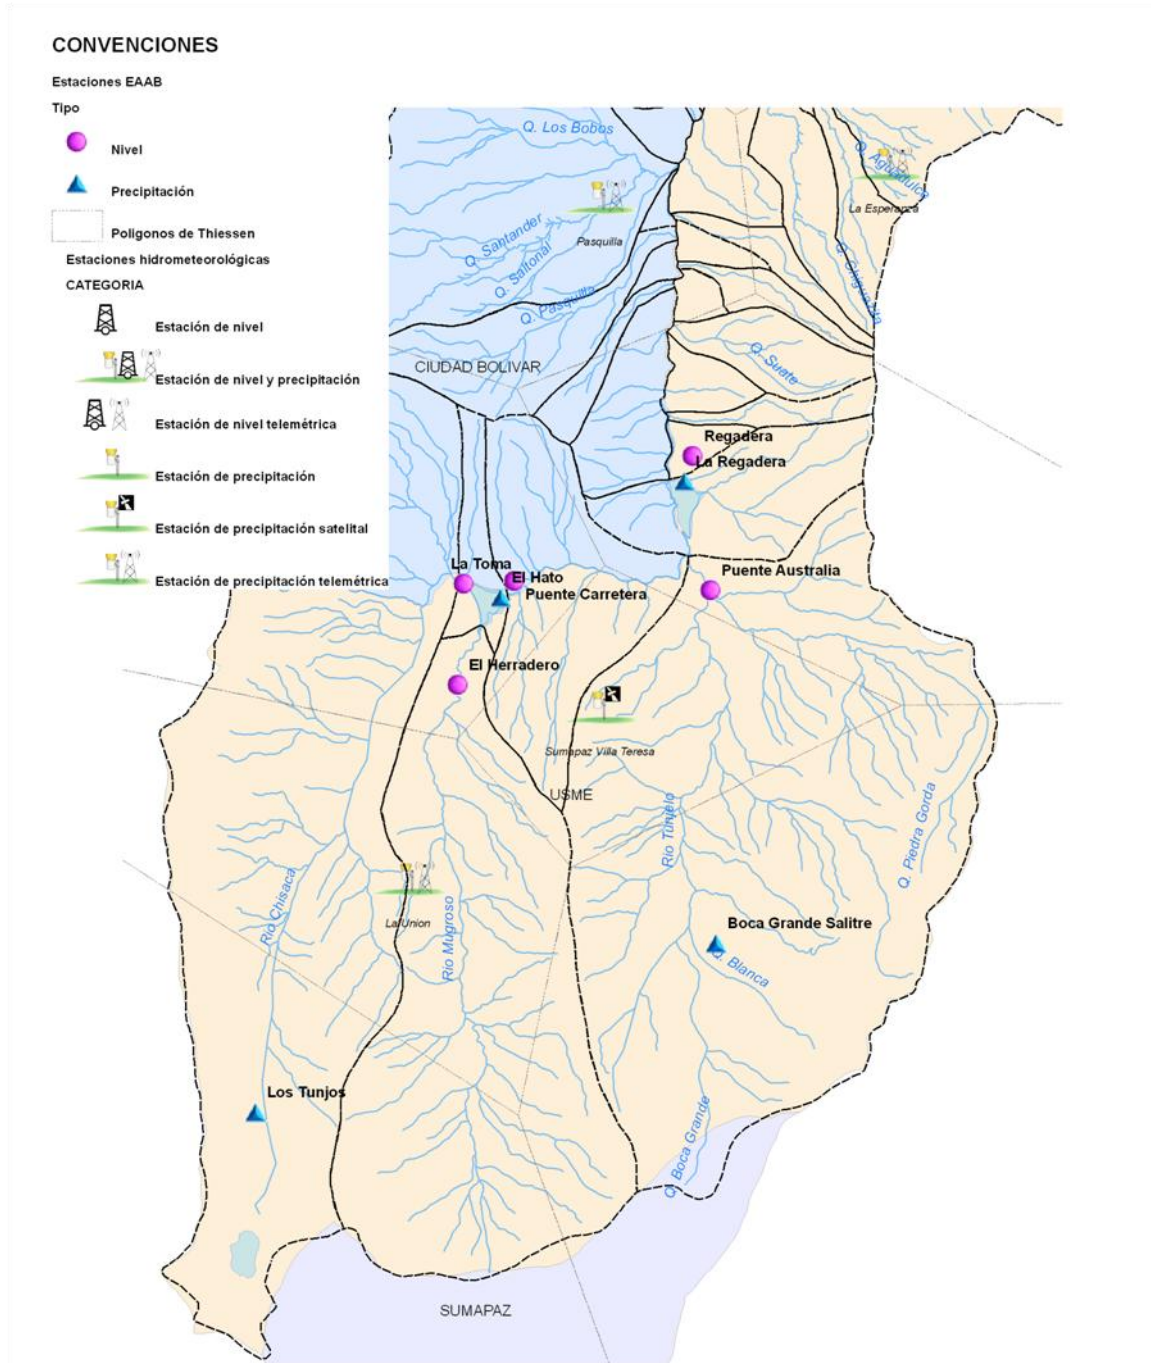 CONVENCIONES
Estaciones EAAB
Tipo
Nivel
Precipitación
Poligonos de Thiessen
Estaciones hidrometeorológicas
CATEGORIA
Estación de nivel
Estación de nivel y precipitación
Estación de nivel telemétrica
Estación de precipitación
Estación de precipitación satelital
Estación de precipitación telemétrica
Q. Los Bobos
Q. Aguadulce
La Esperanza
Q. Santander
Pasquilla
Q. Saltonal
Q. Chiguacita
Q. Pasquilla
Q. Suate
CIUDAD BOLIVAR
Regadera
La Regadera
La Toma
El Hato
Puente Carretera
Puente Australia
El Herradero
Sumapaz Villa Teresa
USME
Rio Tunjelo
Q. Piedra Gorda
Rio Chisaca
La Union
Rio Mugroso
Boca Grande Salitre
Q. Blanca
Los Tunjos
Q. Boca Grande
SUMAPAZ